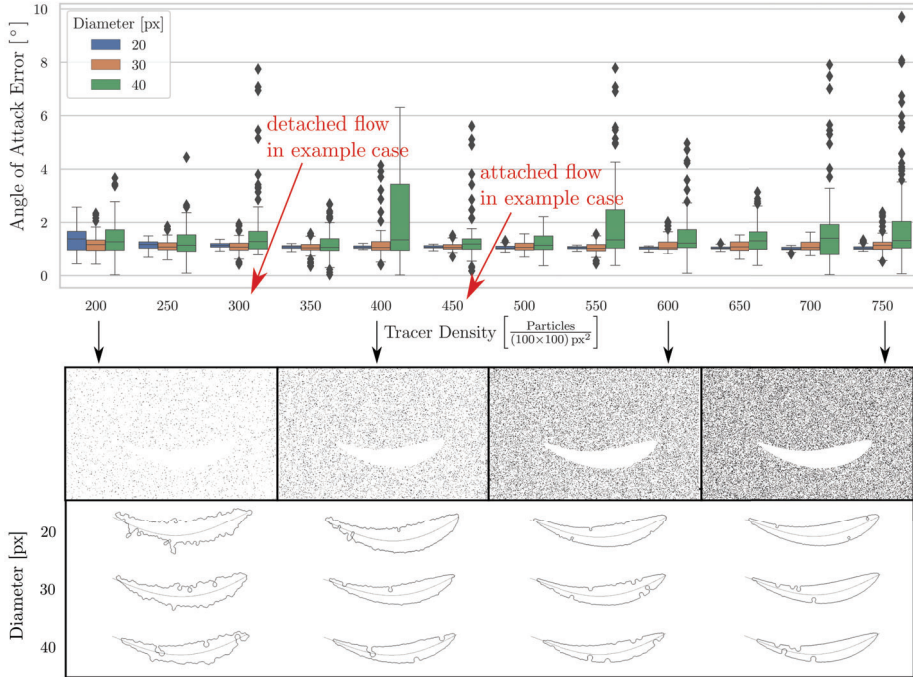 10
8
6
4
2
0
Angle of Attack Error [°]
Diameter [px]
20
30
40
detached flow
in example case
attached flow
in example case
200 250 300 350 400 450 500 550 600 650 700 750
Tracer Density [Particles / (100×100) px²]
Diameter [px]
20
30
40